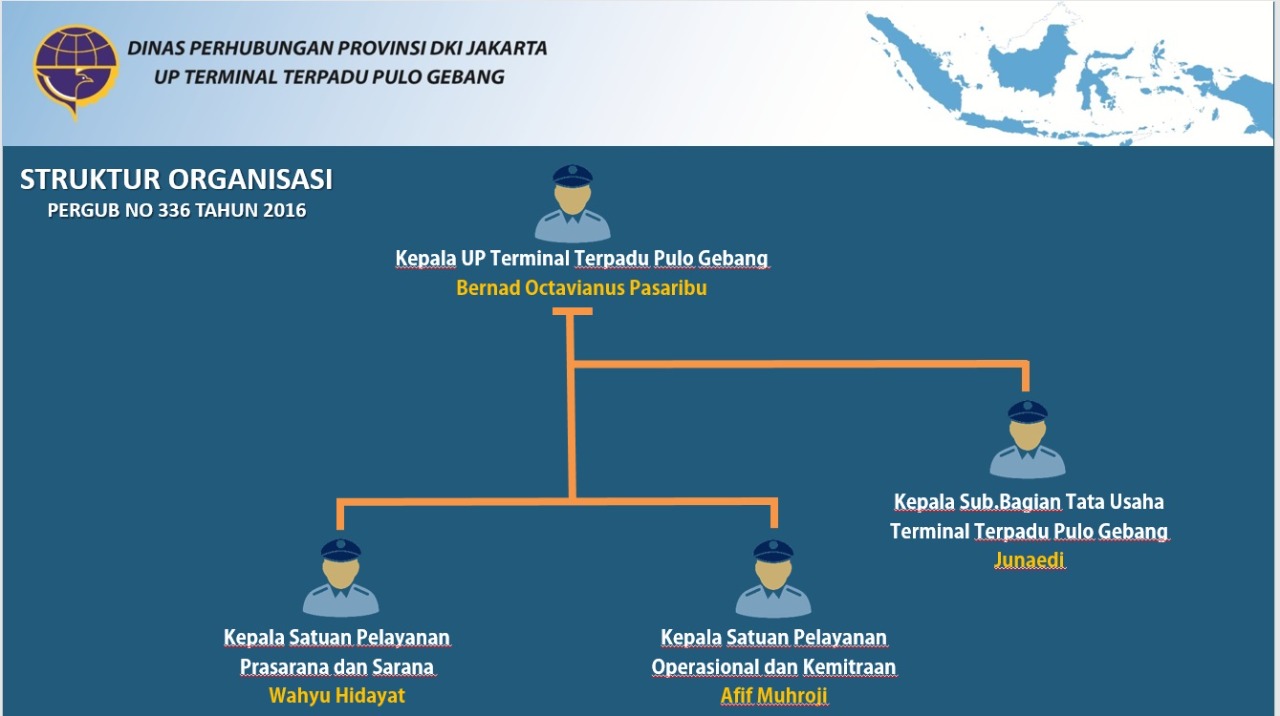 DINAS PERHUBUNGAN PROVINSI DKI JAKARTA
UP TERMINAL TERPADU PULO GEBANG
STRUKTUR ORGANISASI
PERGUB NO 336 TAHUN 2016
Kepala UP Terminal Terpadu Pulo Gebang
Bernad Octavianus Pasaribu
Kepala Sub.Bagian Tata Usaha
Terminal Terpadu Pulo Gebang
Junaedi
Kepala Satuan Pelayanan
Prasarana dan Sarana
Wahyu Hidayat
Kepala Satuan Pelayanan
Operasional dan Kemitraan
Afif Muhroji